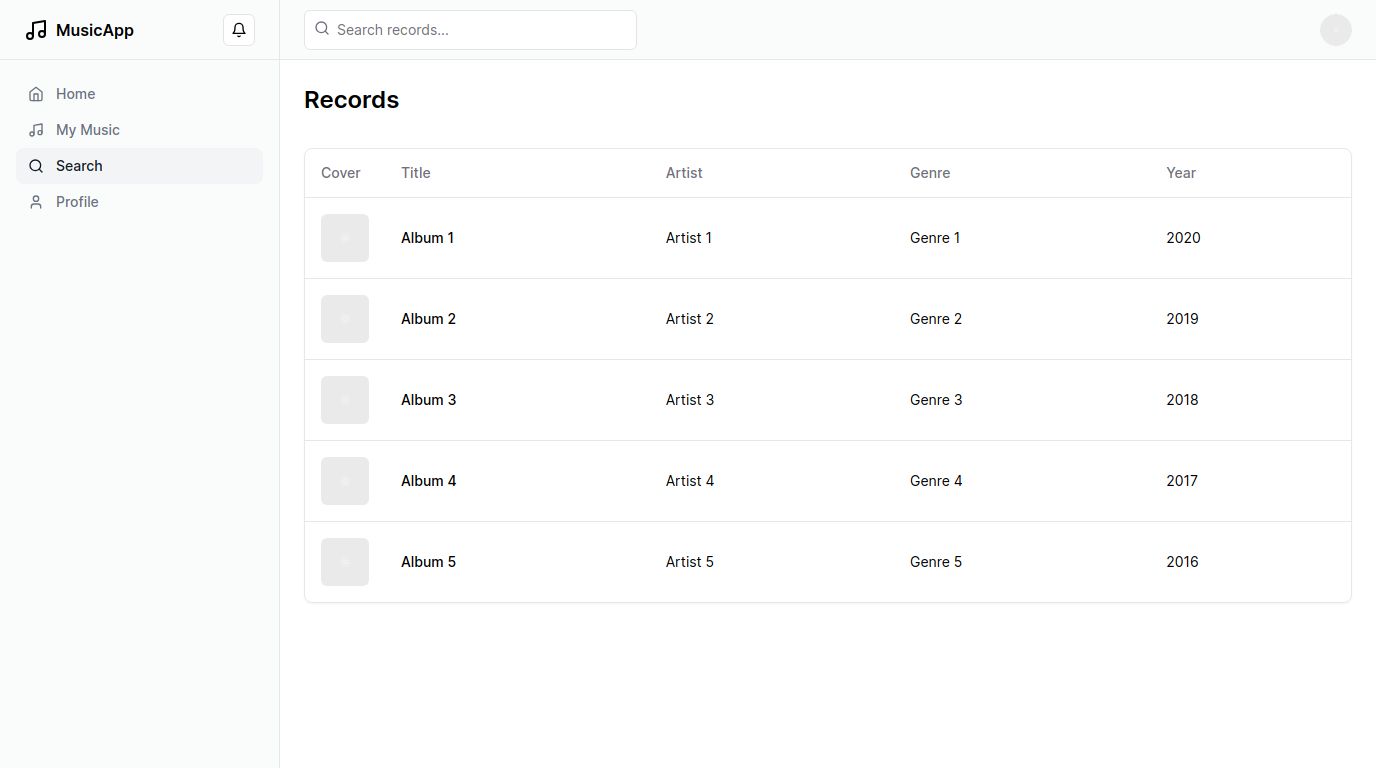 MusicApp
Search records...
Home
My Music
Search
Profile
Records
Cover Title Artist Genre Year
Album 1 Artist 1 Genre 1 2020
Album 2 Artist 2 Genre 2 2019
Album 3 Artist 3 Genre 3 2018
Album 4 Artist 4 Genre 4 2017
Album 5 Artist 5 Genre 5 2016